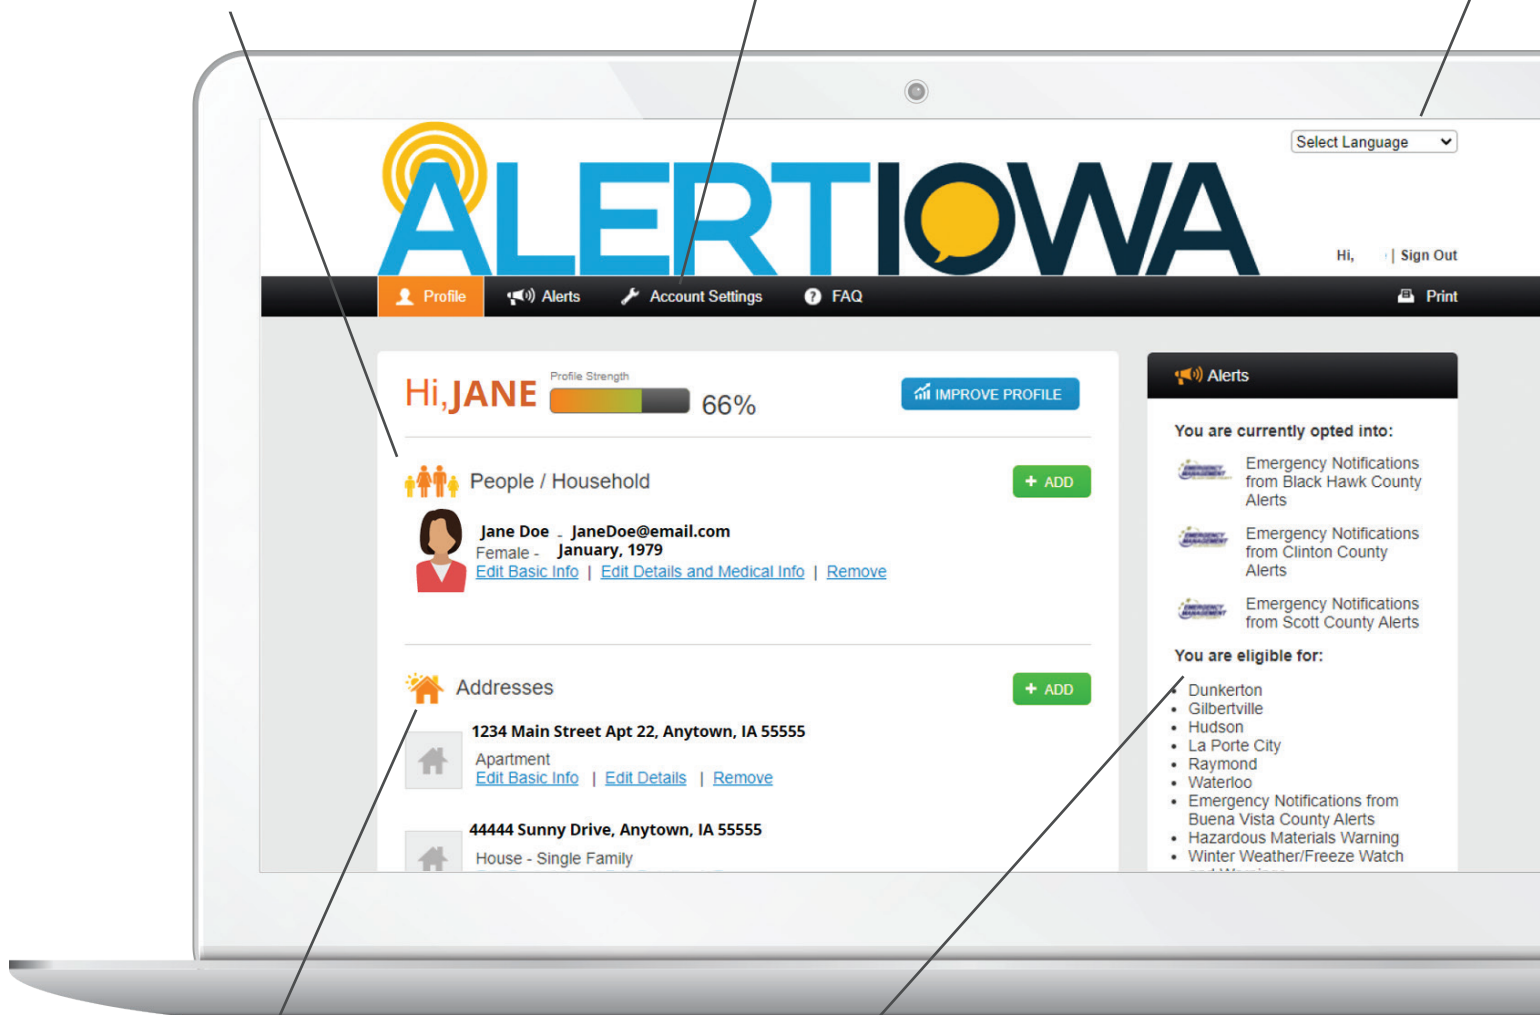 Select Language
ALERTIOWA
Hi, | Sign Out
Profile Alerts Account Settings ? FAQ Print
Hi, JANE Profile Strength 66% IMPROVE PROFILE
People / Household + ADD
Jane Doe - JaneDoe@email.com
Female - January, 1979
Edit Basic Info | Edit Details and Medical Info | Remove
Addresses + ADD
1234 Main Street Apt 22, Anytown, IA 55555
Apartment
Edit Basic Info | Edit Details | Remove
44444 Sunny Drive, Anytown, IA 55555
House - Single Family
Alerts
You are currently opted into:
EMERGENCY MANAGEMENT
Emergency Notifications
from Black Hawk County
Alerts
EMERGENCY MANAGEMENT
Emergency Notifications
from Clinton County
Alerts
EMERGENCY MANAGEMENT
Emergency Notifications
from Scott County Alerts
You are eligible for:
• Dunkerton
• Gilbertville
• Hudson
• La Porte City
• Raymond
• Waterloo
• Emergency Notifications from
Buena Vista County Alerts
• Hazardous Materials Warning
• Winter Weather/Freeze Watch